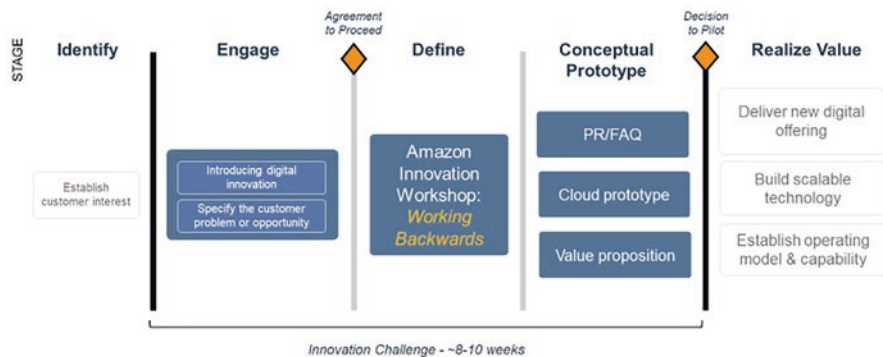 STAGE
Identify
Engage
Agreement
to Proceed
Define
Conceptual
Prototype
Decision
to Pilot
Realize Value
Establish
customer interest
Introducing digital
innovation
Specify the customer
problem or opportunity
Amazon
Innovation
Workshop:
Working
Backwards
PR/FAQ
Cloud prototype
Value proposition
Deliver new digital
offering
Build scalable
technology
Establish operating
model & capability
Innovation Challenge - ~8-10 weeks